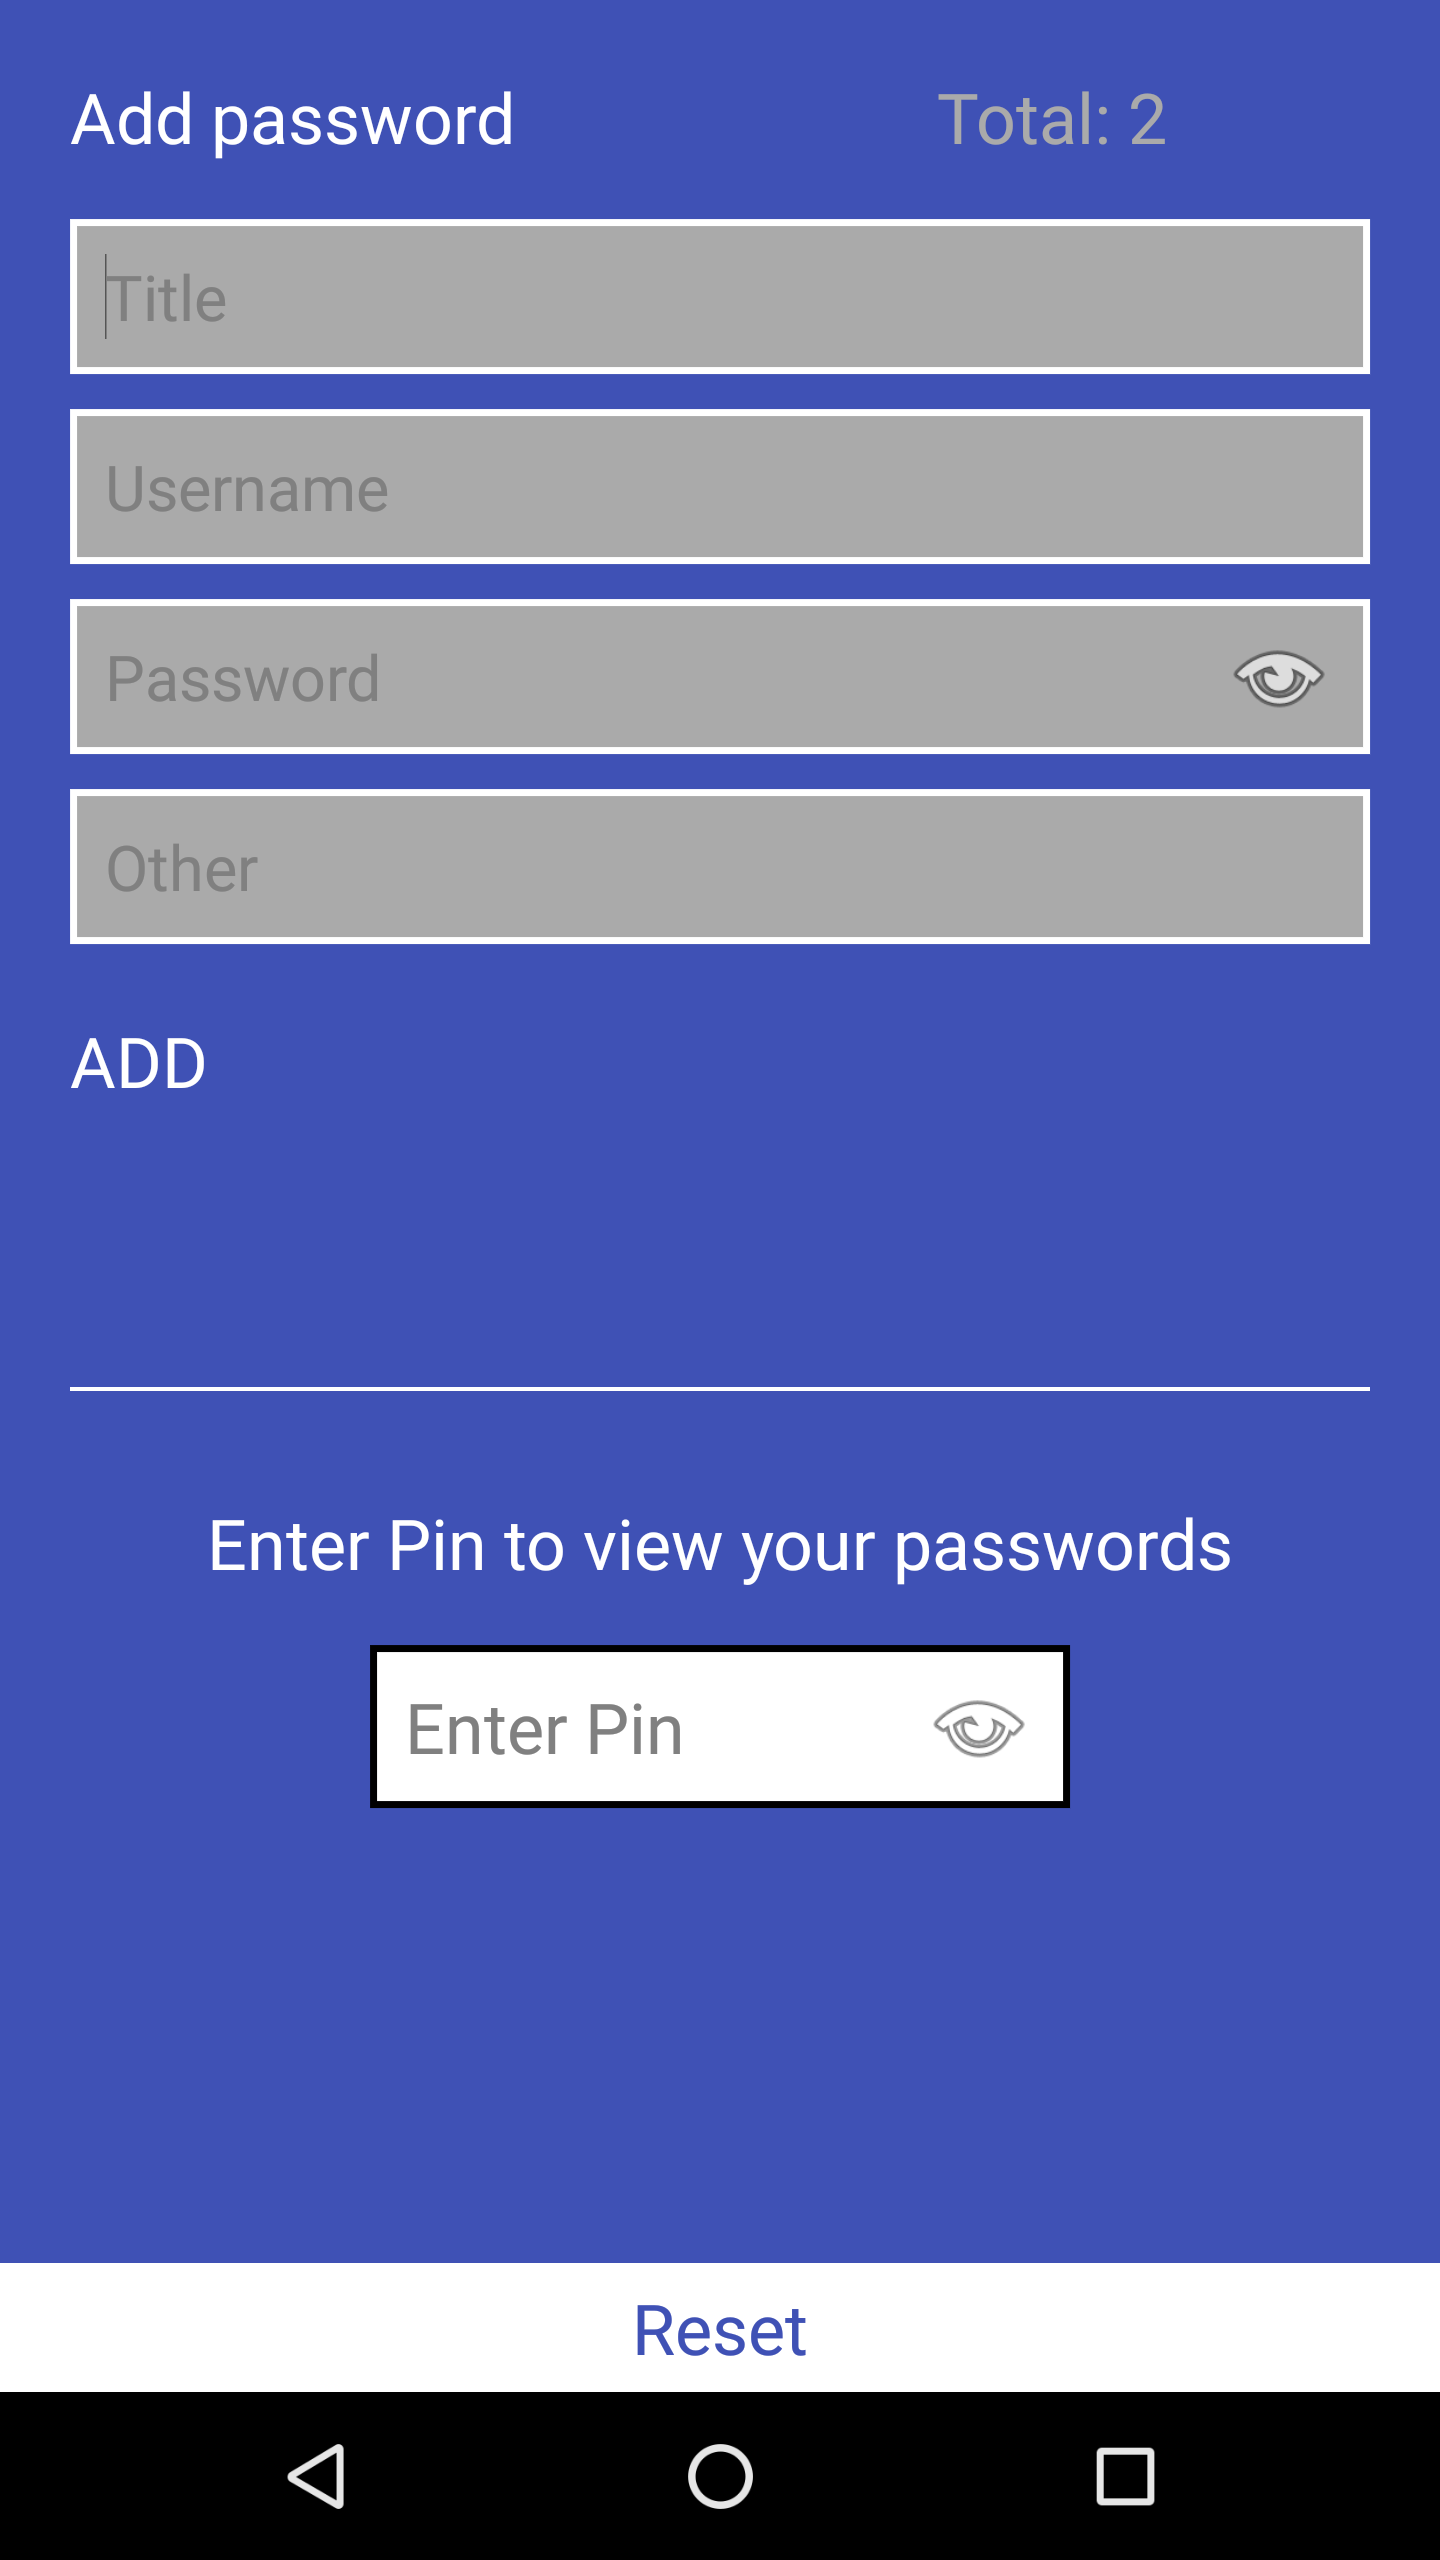 Add password Total: 2
Title
Username
Password
Other
ADD
Enter Pin to view your passwords
Enter Pin
Reset